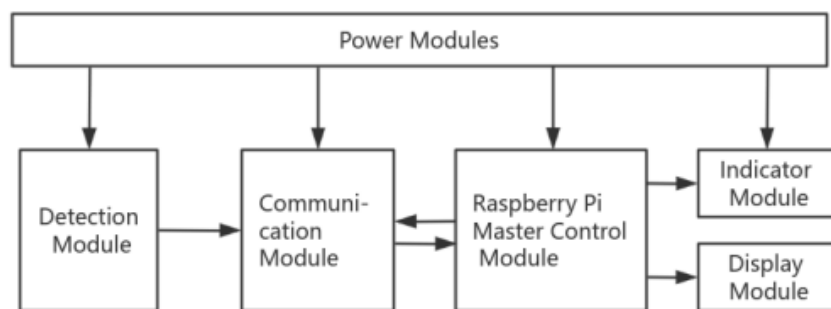 Power Modules
Detection
Module
Communi-
cation
Module
Raspberry Pi
Master Control
Module
Indicator
Module
Display
Module